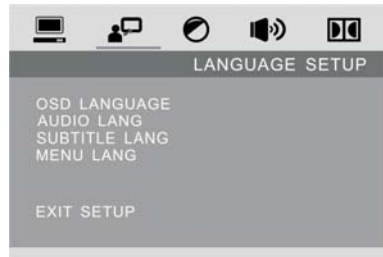 LANGUAGE SETUP
OSD LANGUAGE
AUDIO LANG
SUBTITLE LANG
MENU LANG
EXIT SETUP